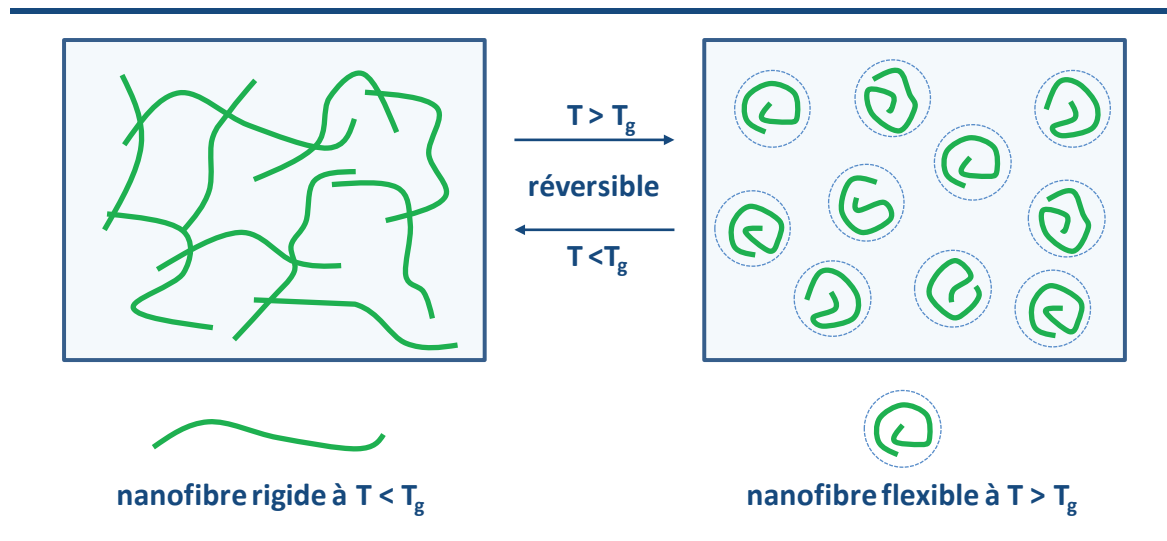 T > Tg
réversible
T <Tg
nanofibre rigide à T < Tg
nanofibre flexible à T > Tg